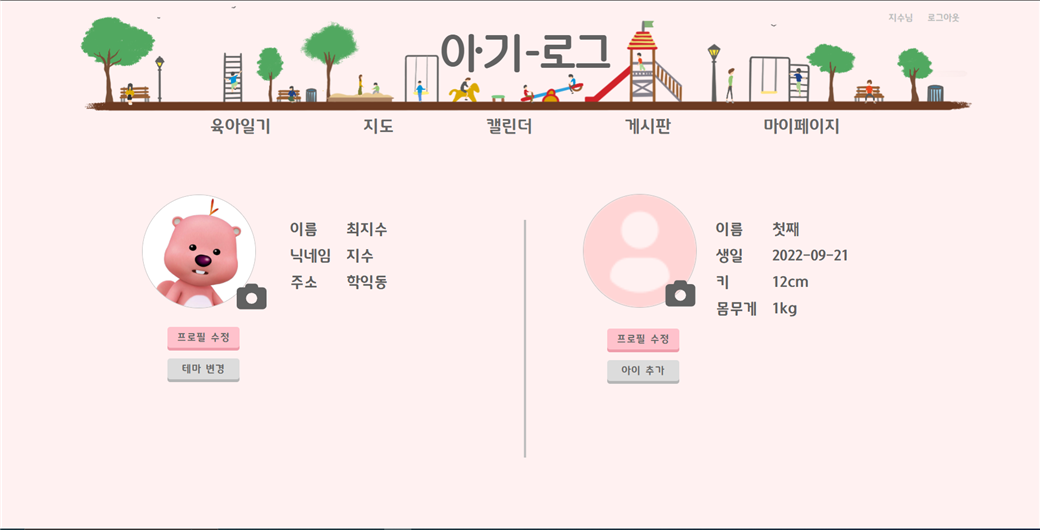 지수님 로그아웃
아기-로그
육아일기 지도 캘린더 게시판 마이페이지
이름 최지수
닉네임 지수
주소 학익동
프로필 수정
테마 변경
이름 첫째
생일 2022-09-21
키 12cm
몸무게 1kg
프로필 수정
아이 추가